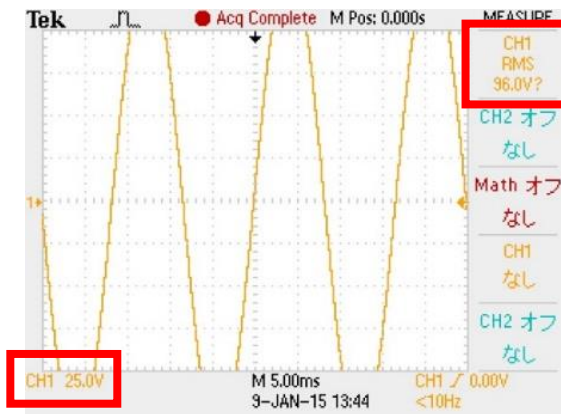 Tek Acq Complete M Pos: 0.000s MEASURE
CH1
RMS
96.0V?
CH2 オフ
なし
Math オフ
なし
CH1
なし
CH2 オフ
なし
1
CH1 25.0V M 5.00ms CH1 0.00V
9-JAN-15 13:44 <10Hz